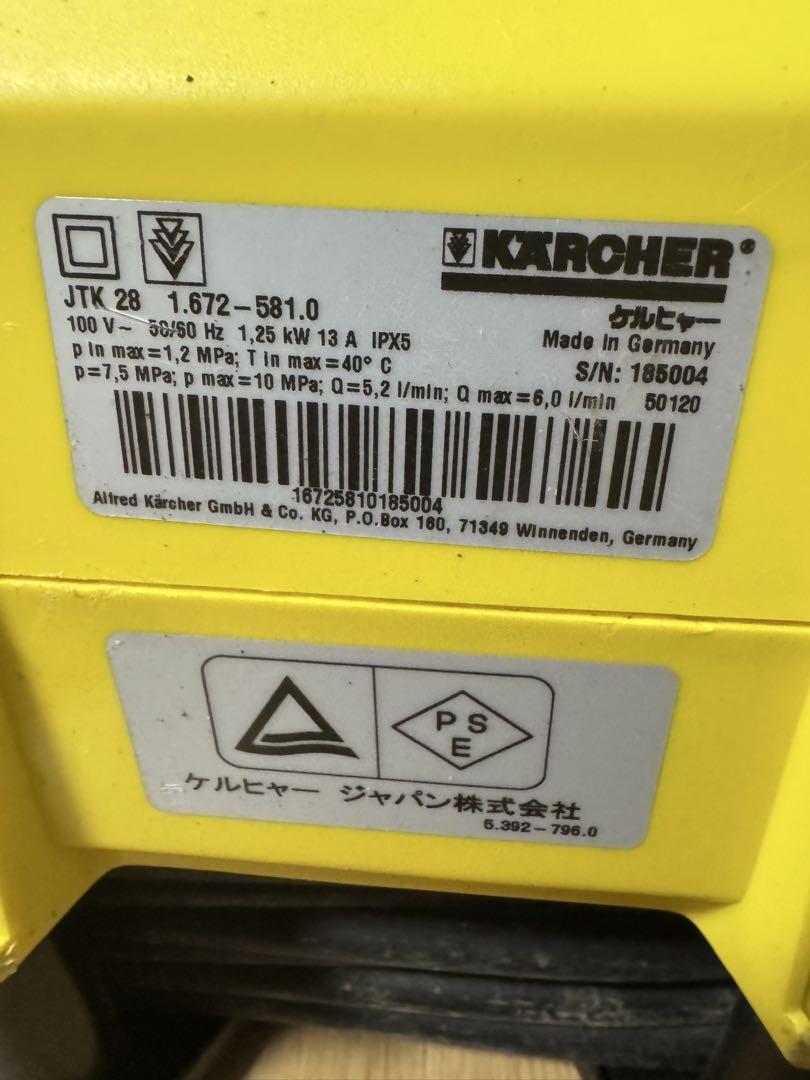 KÄRCHER®
ケルヒャー
JTK 28 1.672-581.0
Made in Germany
100 V~ 50/60 Hz 1,25 kW 13 A IPX5
S/N: 185004
p in max=1,2 MPa; T in max=40° C
p=7,5 MPa; p max=10 MPa; Q=5,2 l/min; Q max=6,0 l/min 50120
16725810185004
Alfred Kärcher GmbH & Co. KG, P.O.Box 160, 71349 Winnenden, Germany
PS
E
ケルヒャー ジャパン株式会社
5.392-796.0